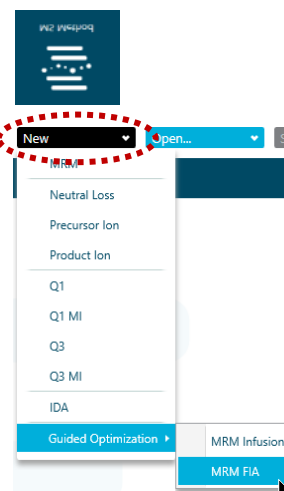 MS Method
New
Open...
MRM
Neutral Loss
Precursor Ion
Product Ion
Q1
Q1 MI
Q3
Q3 MI
IDA
Guided Optimization
MRM Infusion
MRM FIA